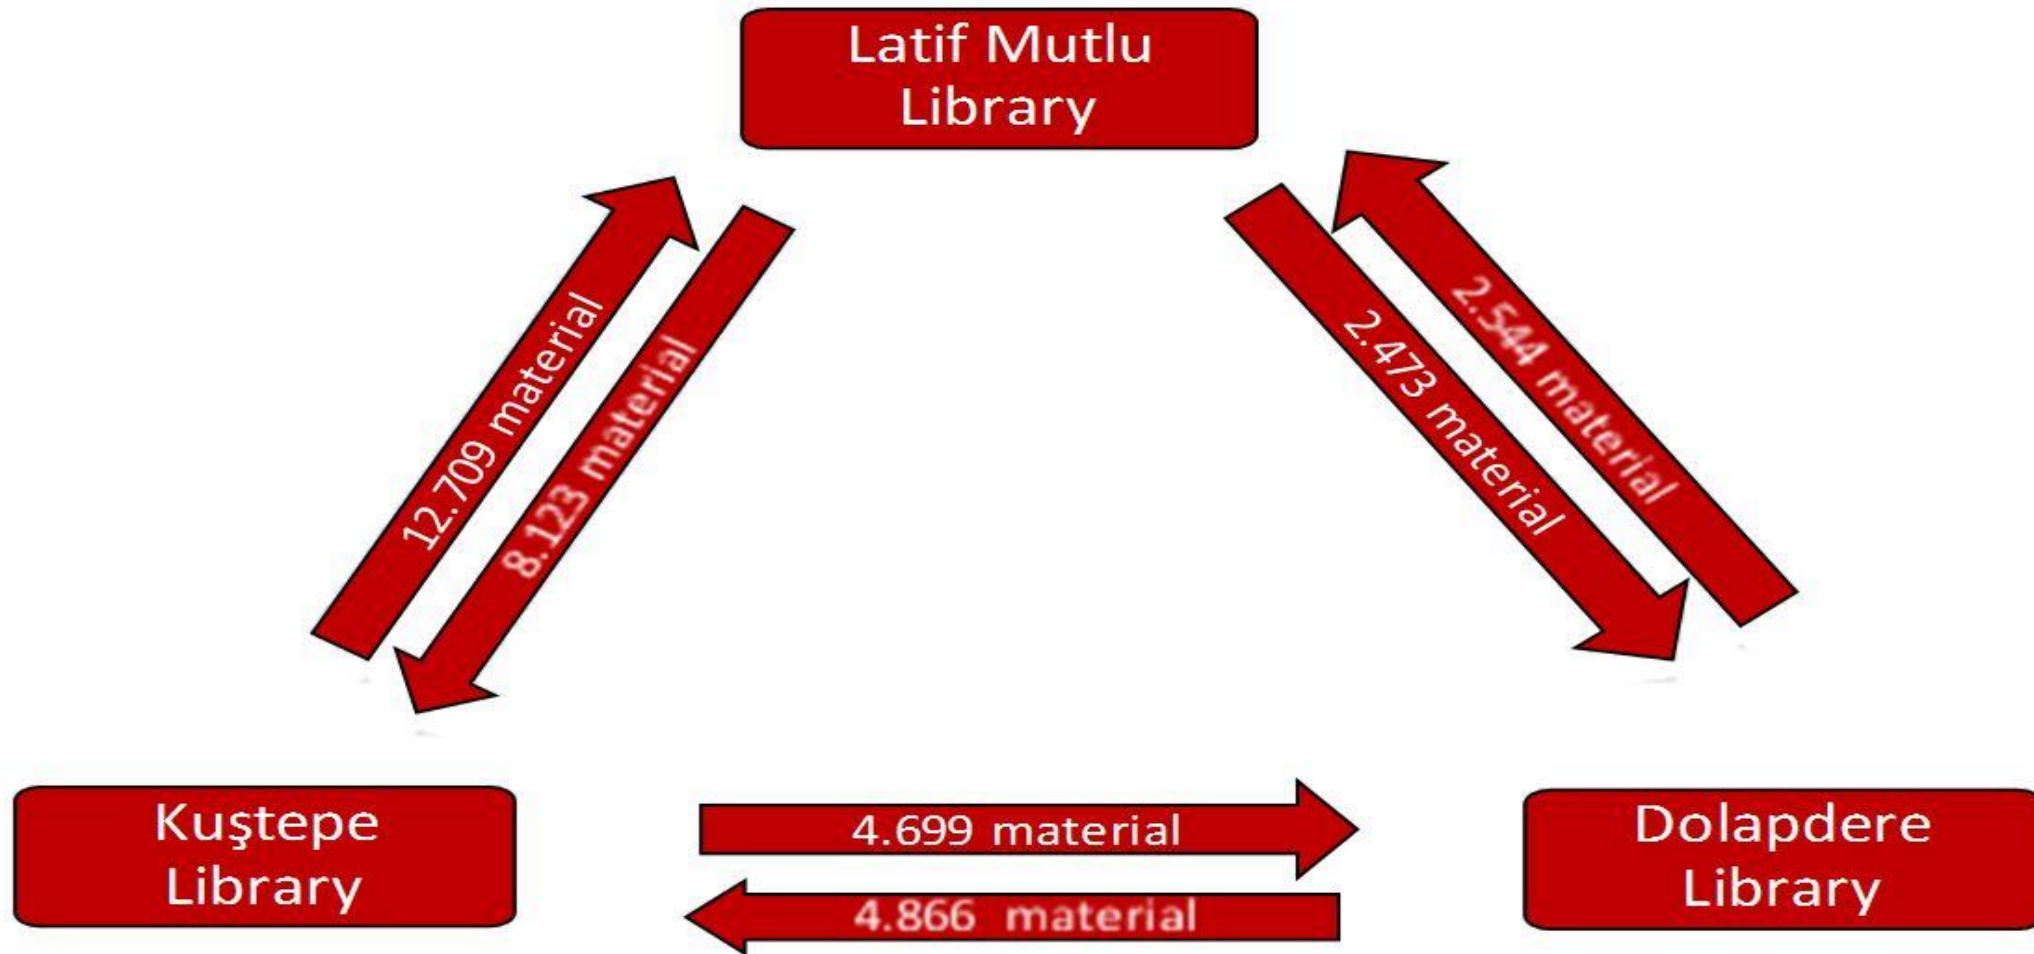 Latif Mutlu
Library
12.709 material
8.123 material
2.473 material
2.544 material
Kuştepe
Library
4.699 material
4.866 material
Dolapdere
Library